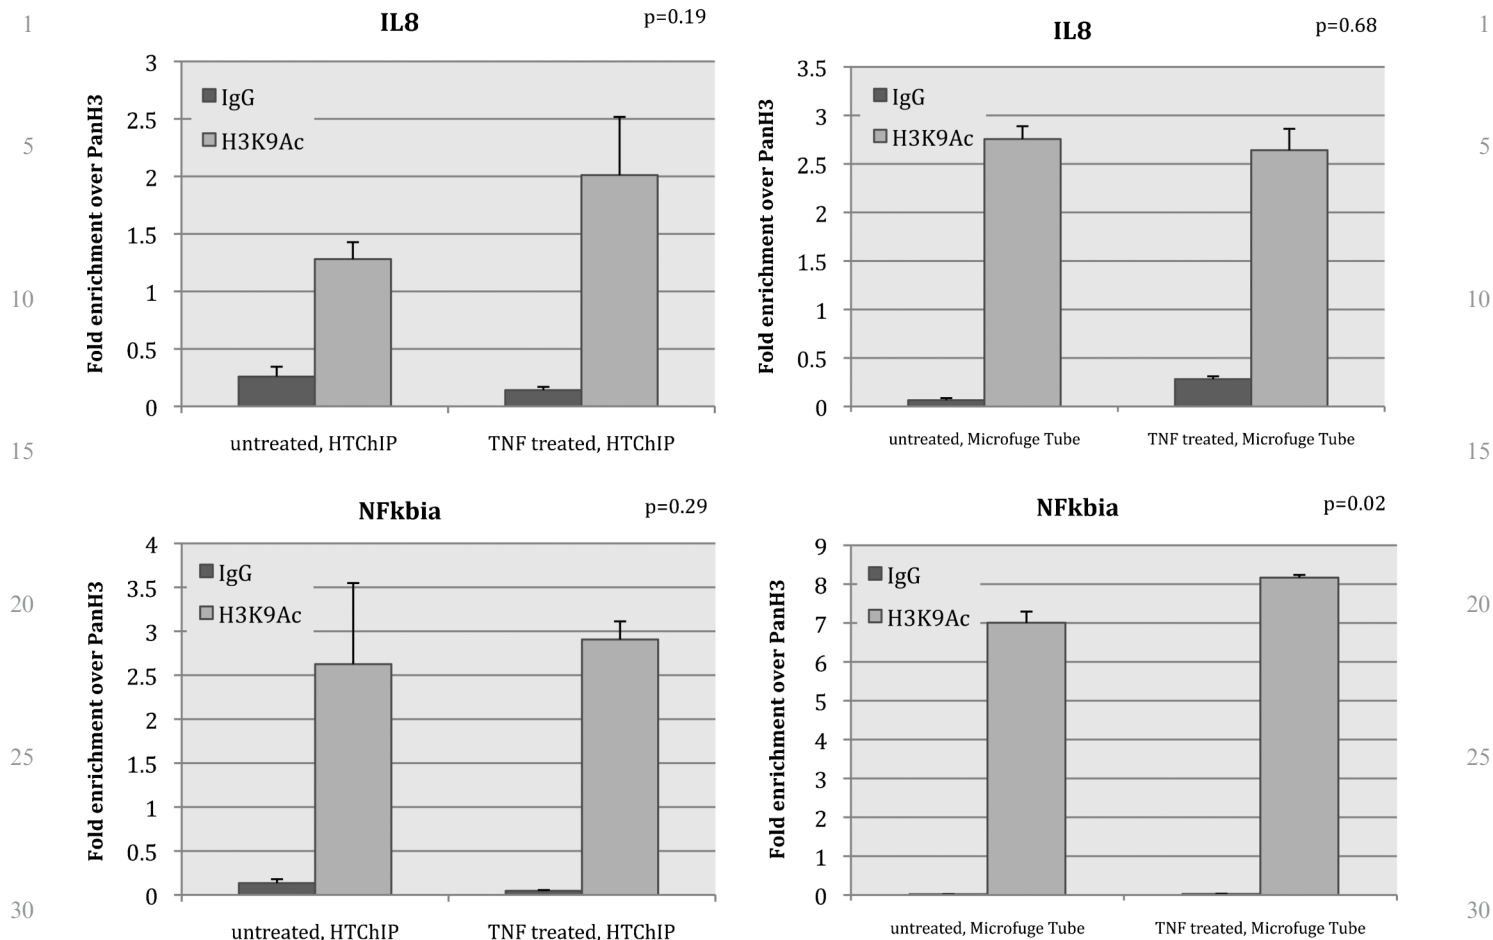 1
5
10
15
20
25
30
IL8
p=0.19
Fold enrichment over PanH3
3
2.5
2
1.5
1
0.5
0
IgG
H3K9Ac
untreated, HTChIP
TNF treated, HTChIP
IL8
p=0.68
Fold enrichment over PanH3
3.5
3
2.5
2
1.5
1
0.5
0
IgG
H3K9Ac
untreated, Microfuge Tube
TNF treated, Microfuge Tube
NFkbia
p=0.29
Fold enrichment over PanH3
4
3.5
3
2.5
2
1.5
1
0.5
0
IgG
H3K9Ac
untreated, HTChIP
TNF treated, HTChIP
NFkbia
p=0.02
Fold enrichment over PanH3
9
8
7
6
5
4
3
2
1
0
IgG
H3K9Ac
untreated, Microfuge Tube
TNF treated, Microfuge Tube
1
5
10
15
20
25
30